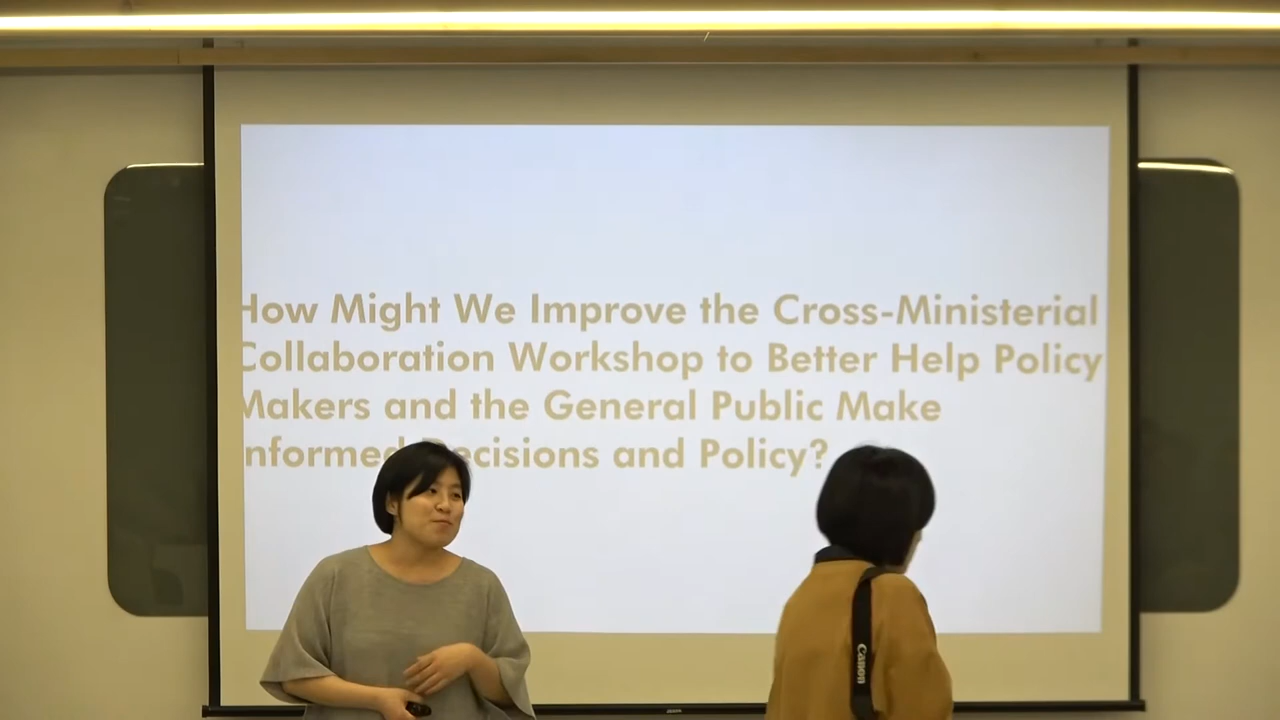 How Might We Improve the Cross-Ministerial
Collaboration Workshop to Better Help Policy
Makers and the General Public Make
Informed Decisions and Policy?
Canon